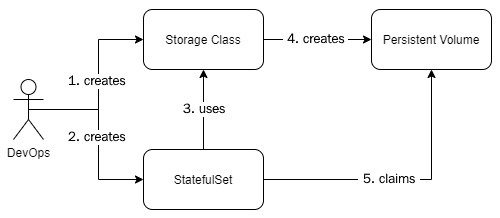 Storage Class
4. creates
Persistent Volume
1. creates
3. uses
2. creates
DevOps
StatefulSet
5. claims